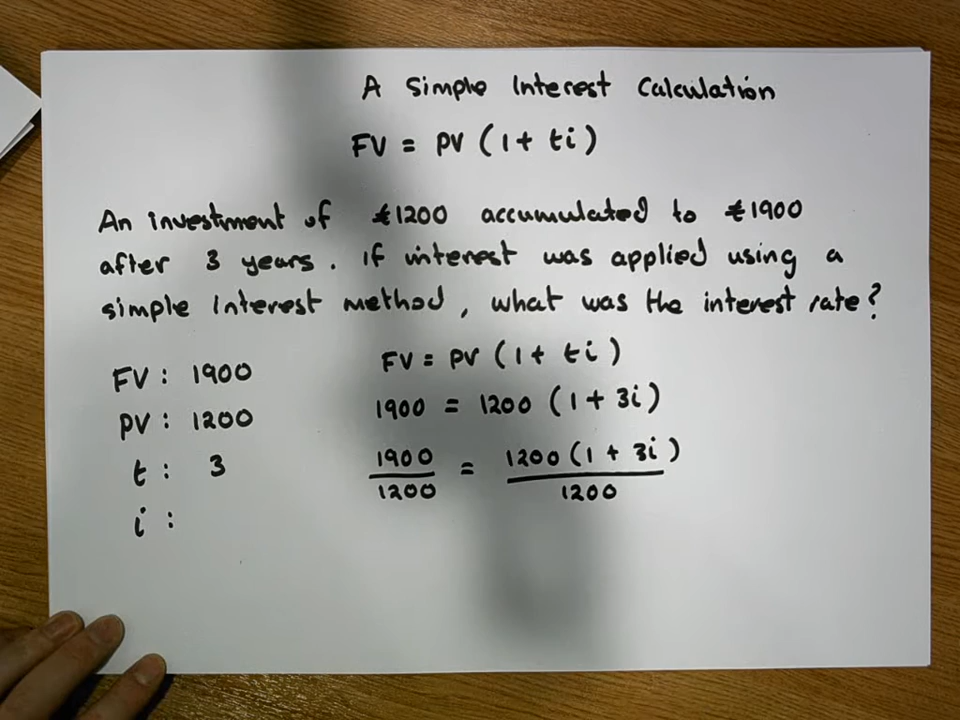 A Simple Interest Calculation
FV = PV (1 + ti)
An investment of €1200 accumulated to €1900
after 3 years. If interest was applied using a
simple interest method, what was the interest rate?
FV : 1900
PV : 1200
t : 3
i :
FV = PV (1 + ti)
1900 = 1200 (1 + 3i)
1900/1200 = 1200 (1 + 3i)/1200